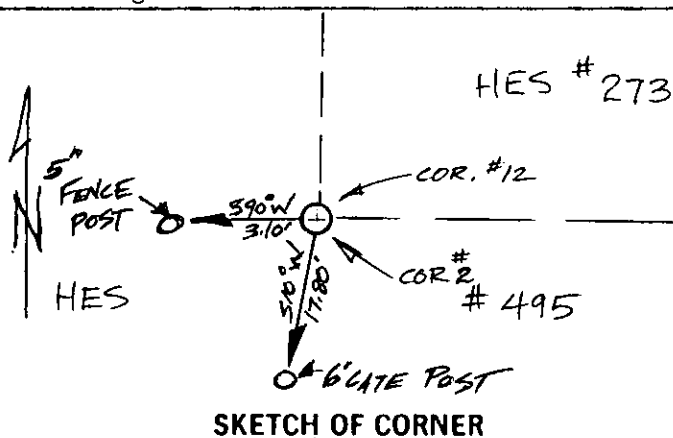 HES # 273
COR. #12
5"
FENCE POST
S90°W
3.10'
N
HES
S10°W
17.80'
COR #2
# 495
6" GATE POST
SKETCH OF CORNER